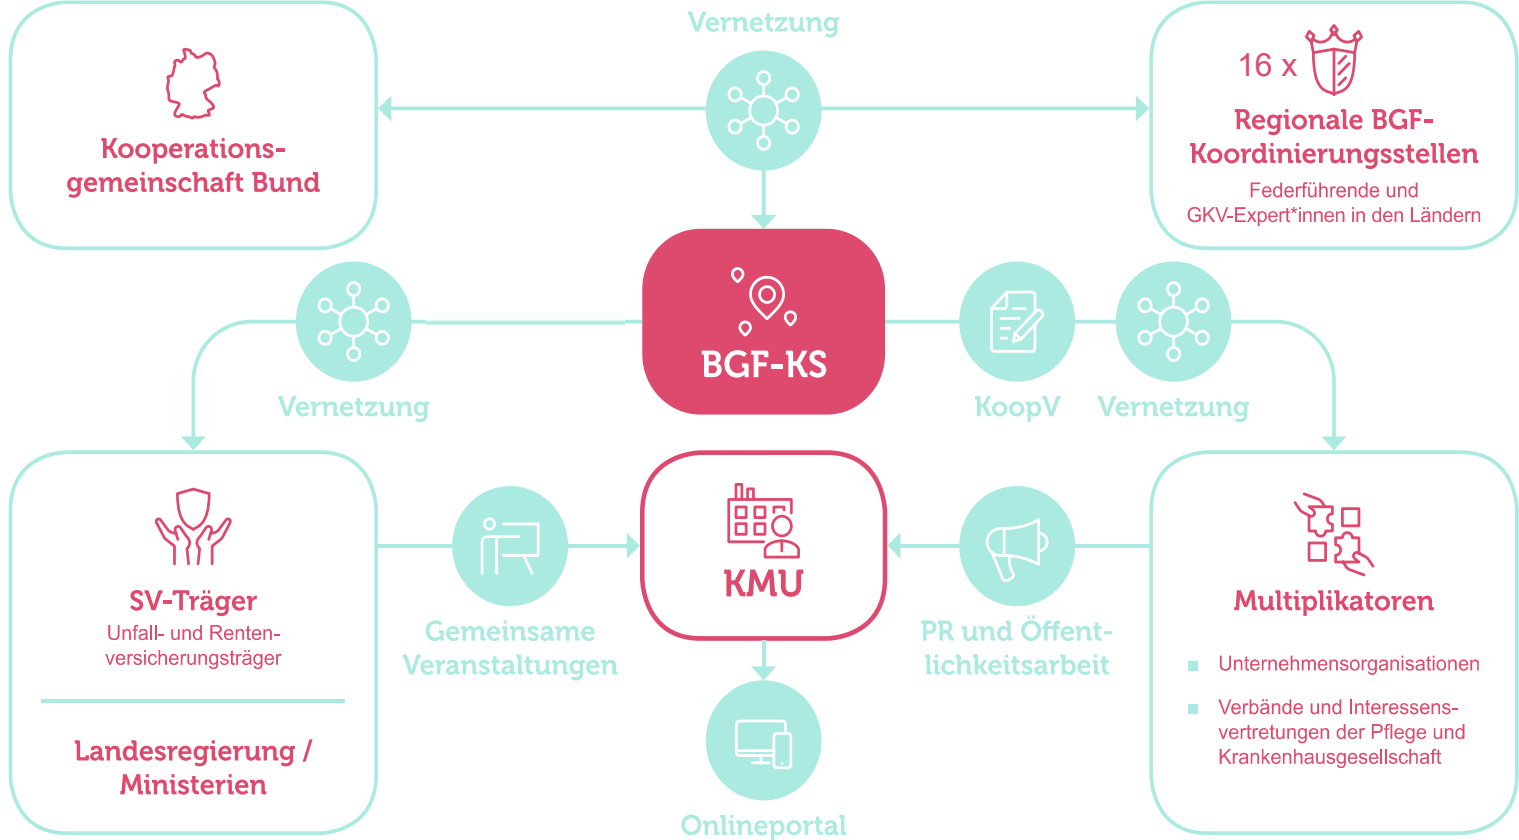 Vernetzung
Kooperations-
gemeinschaft Bund
16 x
Regionale BGF-
Koordinierungsstellen
Federführende und
GKV-Expert*innen in den Ländern
BGF-KS
Vernetzung
KoopV
Vernetzung
SV-Träger
Unfall- und Renten-
versicherungsträger
Landesregierung /
Ministerien
Gemeinsame
Veranstaltungen
KMU
PR und Öffent-
lichkeitsarbeit
Multiplikatoren
Unternehmensorganisationen
Verbände und Interessens-
vertretungen der Pflege und
Krankenhausgesellschaft
Onlineportal